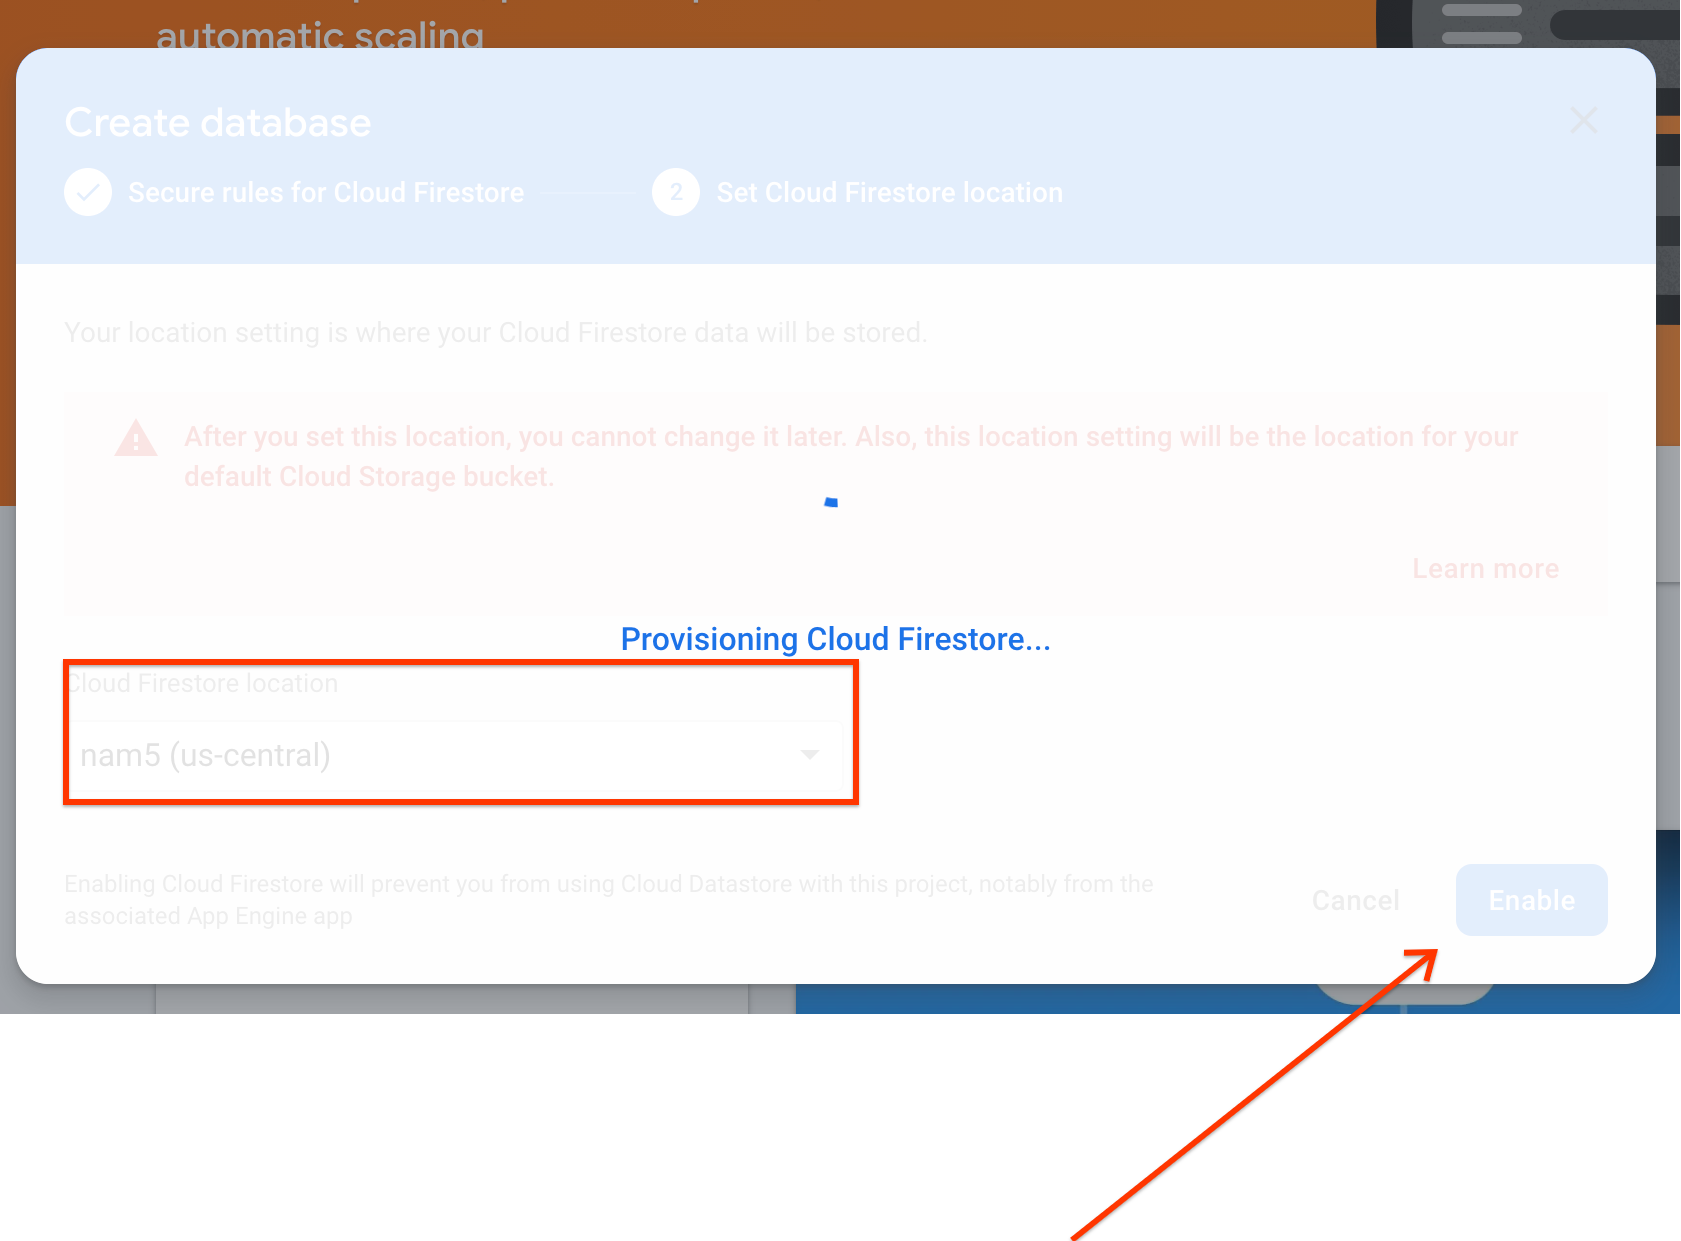 automatic scaling
Create database
Secure rules for Cloud Firestore
2 Set Cloud Firestore location
Your location setting is where your Cloud Firestore data will be stored.
After you set this location, you cannot change it later. Also, this location setting will be the location for your
default Cloud Storage bucket.
Learn more
Provisioning Cloud Firestore...
Cloud Firestore location
nam5 (us-central)
Enabling Cloud Firestore will prevent you from using Cloud Datastore with this project, notably from the
associated App Engine app
Cancel
Enable